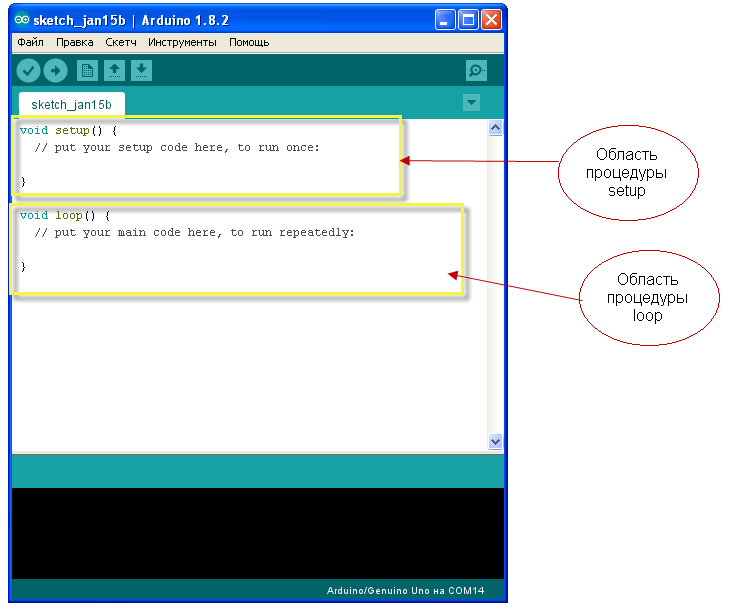 sketch_jan15b | Arduino 1.8.2
Файл Правка Скетч Инструменты Помощь
sketch_jan15b
void setup() {
// put your setup code here, to run once:
}
void loop() {
// put your main code here, to run repeatedly:
}
Область
процедуры
setup
Область
процедуры
loop
Arduino/Genuino Uno на COM14